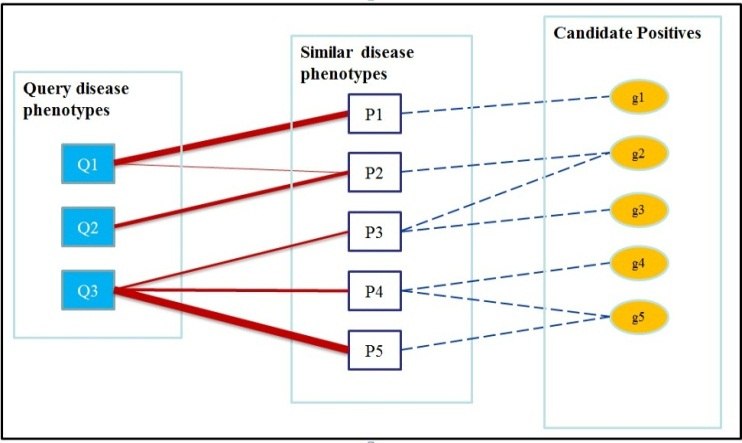 Query disease
phenotypes
Q1
Q2
Q3
Similar disease
phenotypes
P1
P2
P3
P4
P5
Candidate Positives
g1
g2
g3
g4
g5